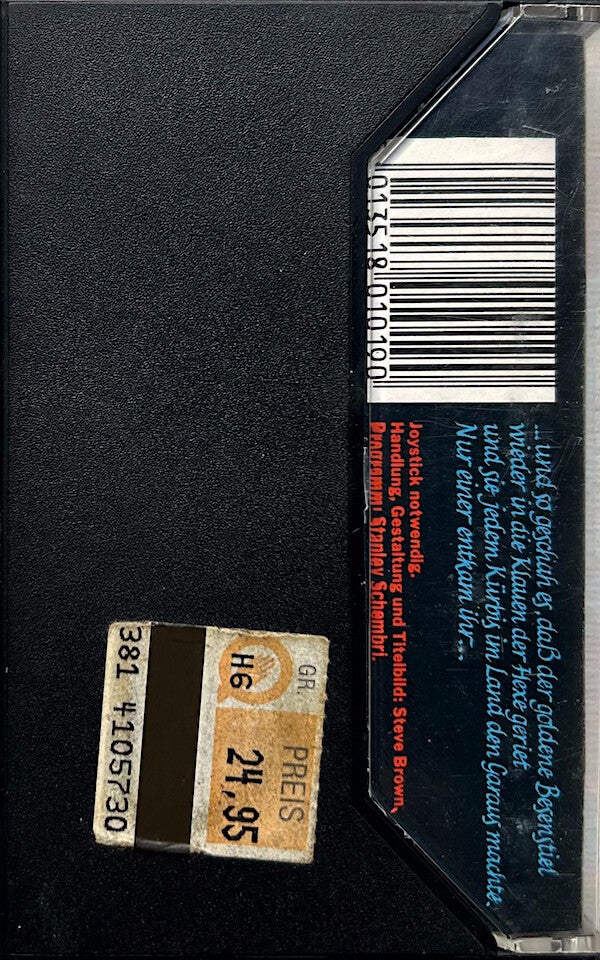 013518 010190
... und so geschah es, daß der goldene Besenstiel
wieder in die Klauen der Hexe geriet
und sie jedem Kürbis im Land den Garaus machte.
Nur einer entkam ihr...
Joystick notwendig.
Handlung, Gestaltung und Titelbild: Steve Brown,
Programm: Stanley Schembri.
GR. PREIS
H6 24,95
381 4105730